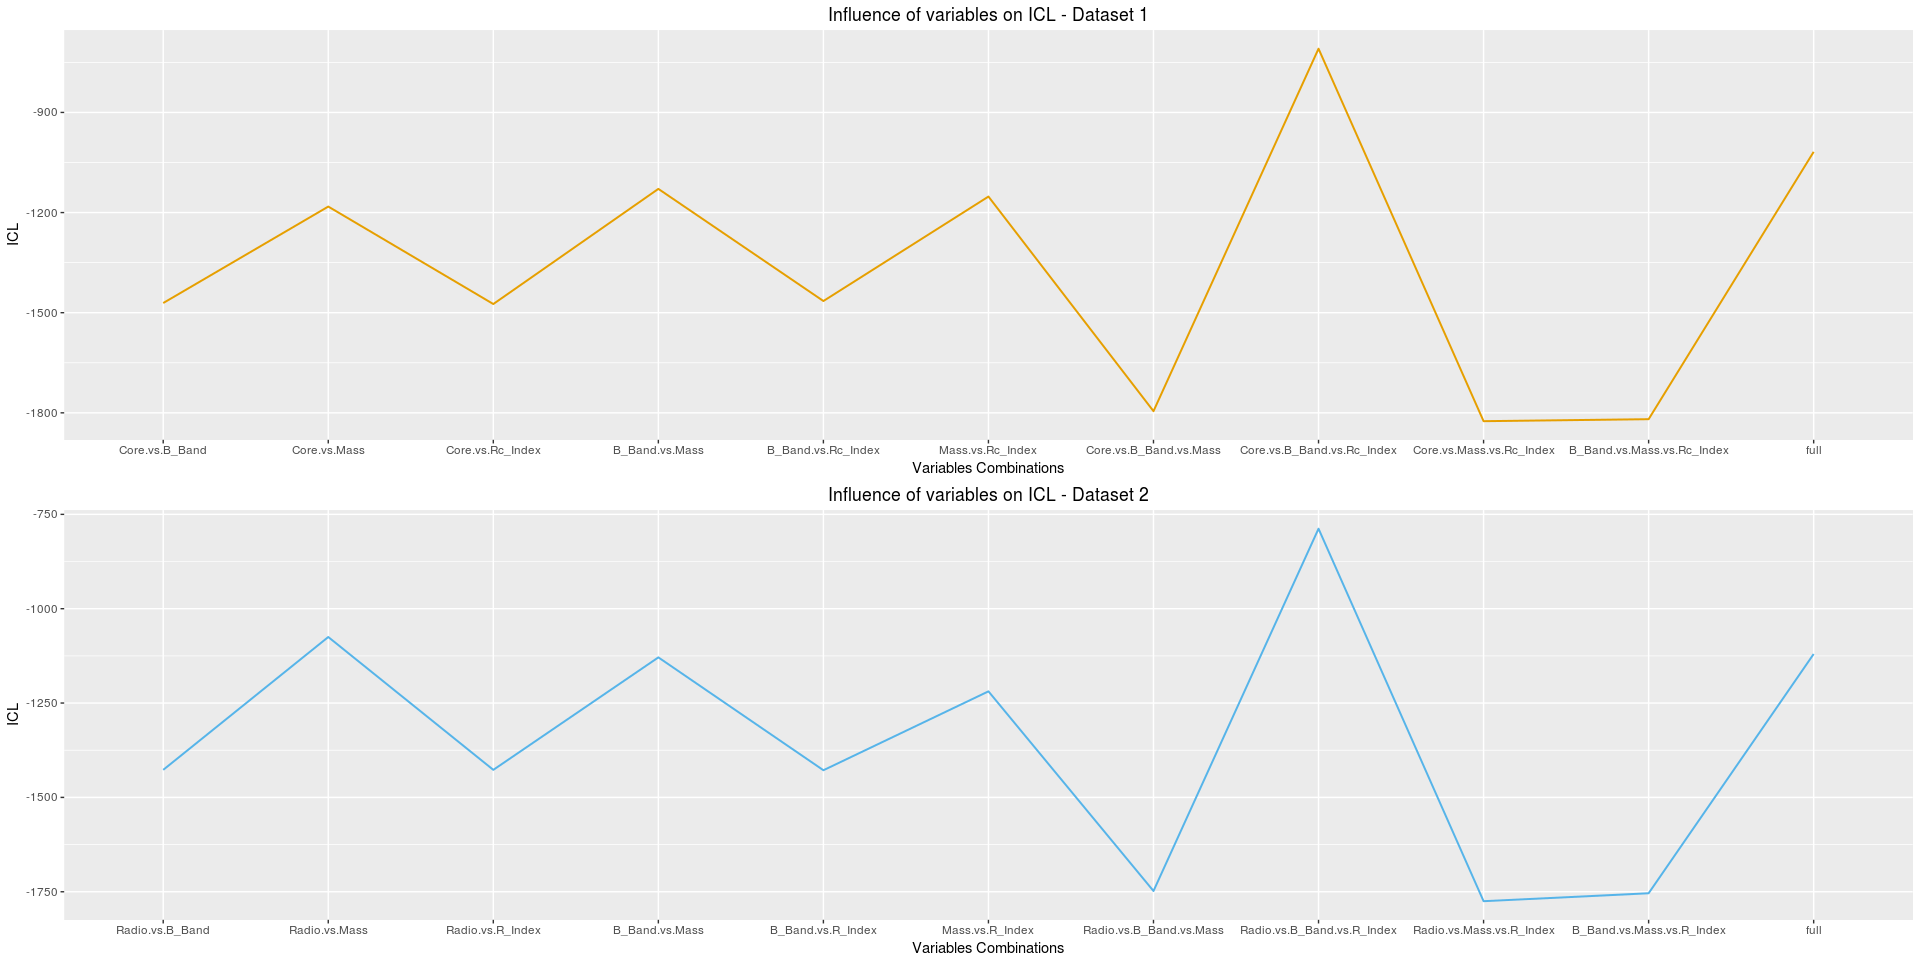 Influence of variables on ICL - Dataset 1
ICL
-900
-1200
-1500
-1800
Core.vs.B_Band Core.vs.Mass Core.vs.Rc_Index B_Band.vs.Mass B_Band.vs.Rc_Index Mass.vs.Rc_Index Core.vs.B_Band.vs.Mass Core.vs.B_Band.vs.Rc_Index Core.vs.Mass.vs.Rc_Index B_Band.vs.Mass.vs.Rc_Index full
Variables Combinations
Influence of variables on ICL - Dataset 2
ICL
-750
-1000
-1250
-1500
-1750
Radio.vs.B_Band Radio.vs.Mass Radio.vs.R_Index B_Band.vs.Mass B_Band.vs.R_Index Mass.vs.R_Index Radio.vs.B_Band.vs.Mass Radio.vs.B_Band.vs.R_Index Radio.vs.Mass.vs.R_Index B_Band.vs.Mass.vs.R_Index full
Variables Combinations